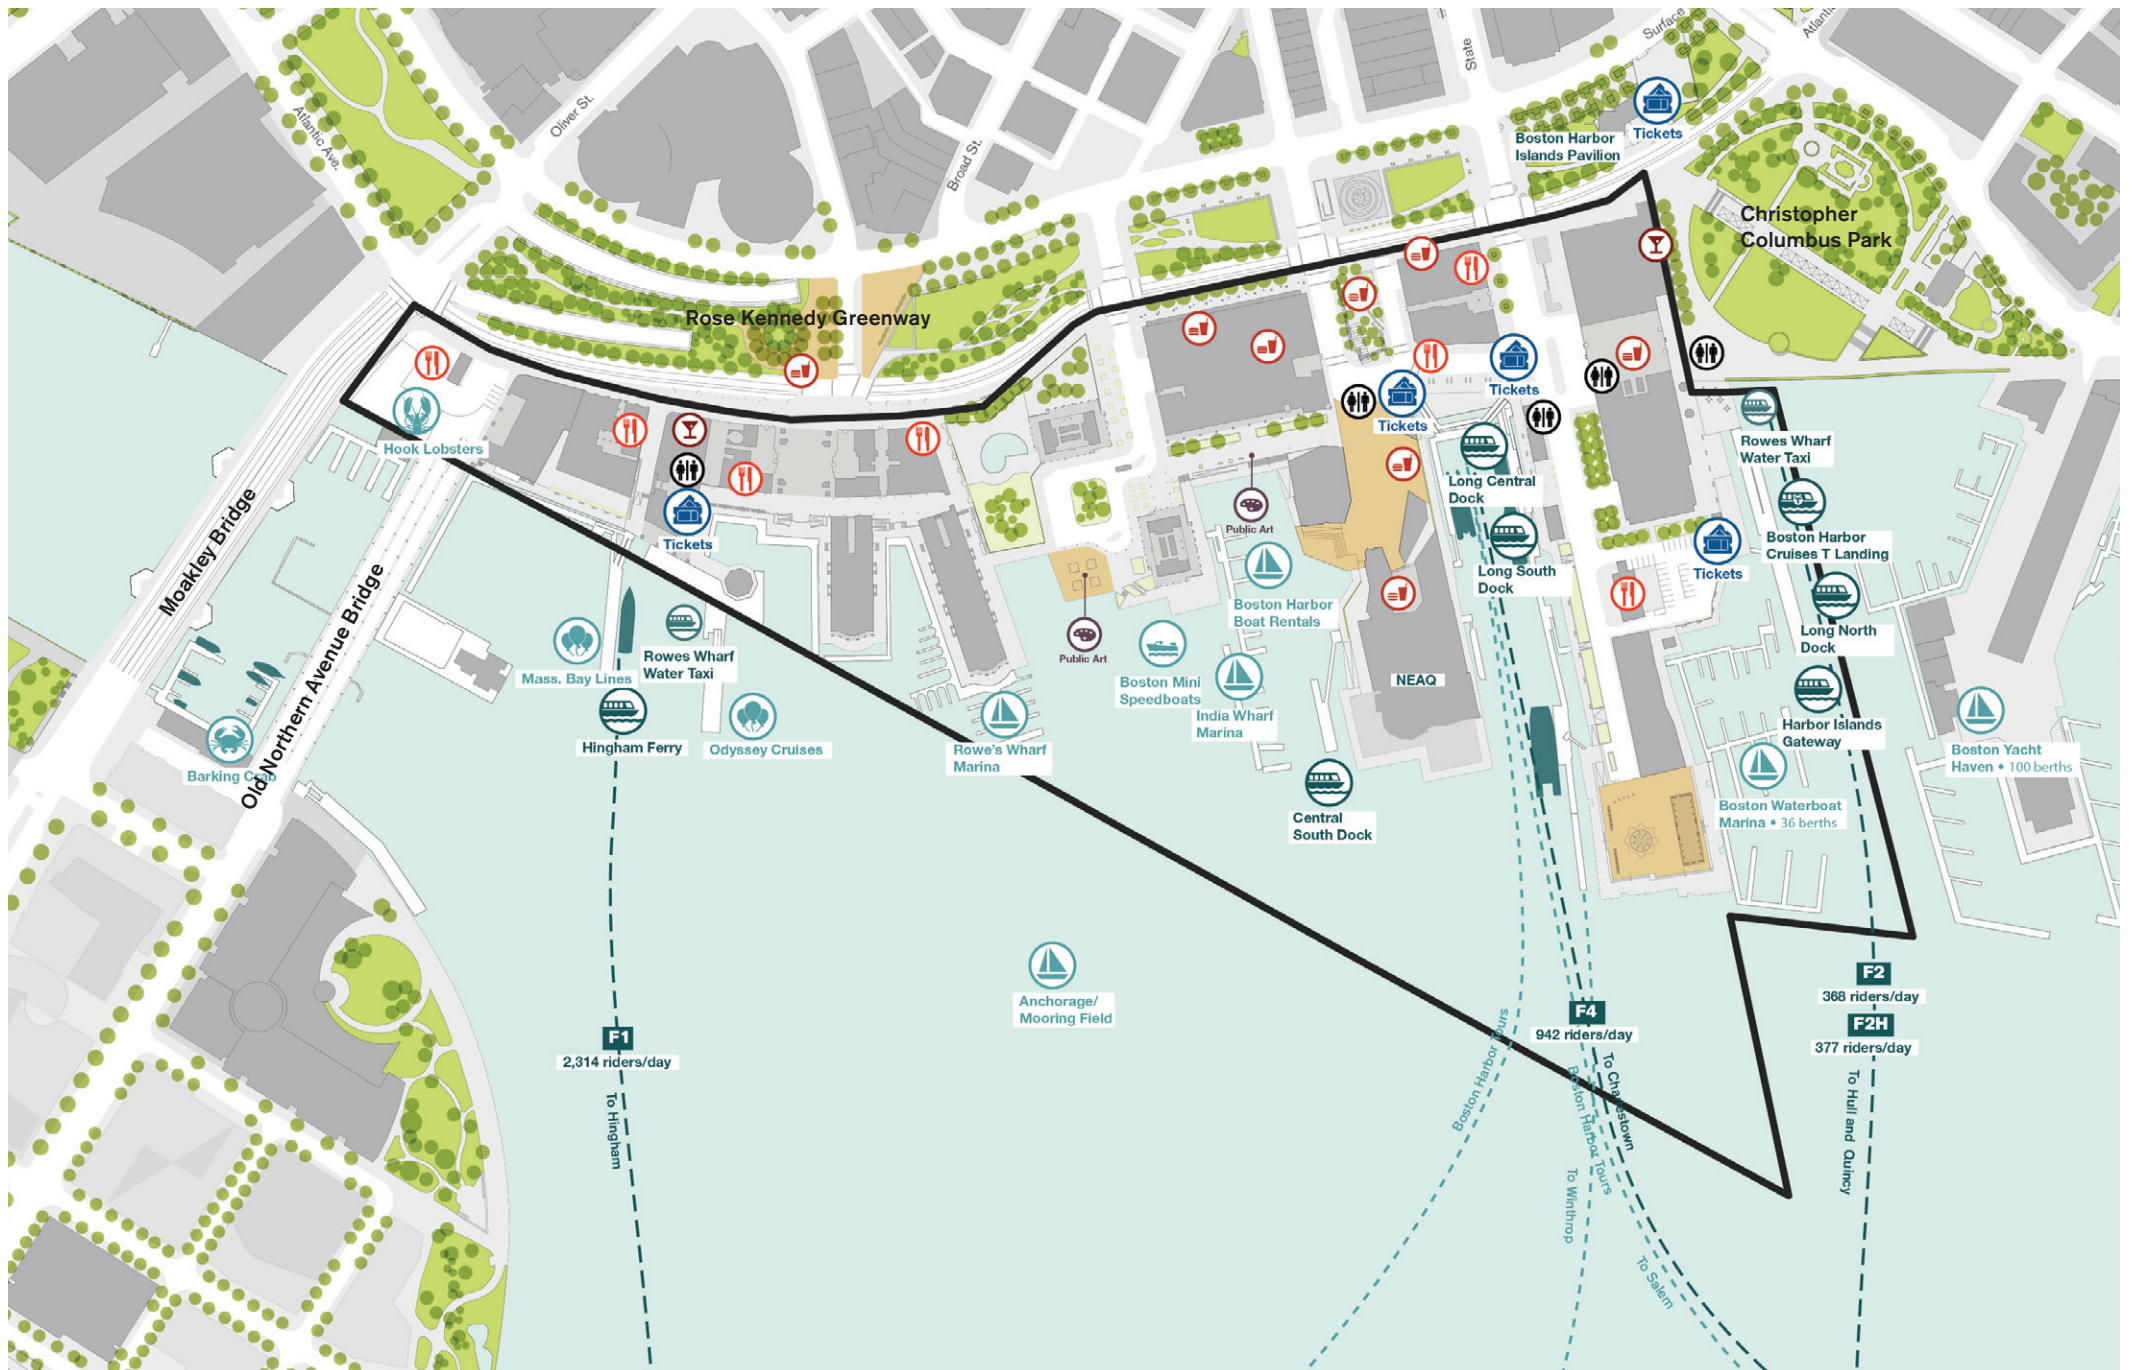 Surface
Atlantic
State
Oliver St.
Atlantic Ave.
Broad St.
Tickets
Boston Harbor
Islands Pavilion
Christopher
Columbus Park
Rose Kennedy Greenway
Hook Lobsters
Tickets
Tickets
Tickets
Tickets
Rowes Wharf
Water Taxi
Long Central
Dock
Public Art
Boston Harbor
Cruises T Landing
Long South
Dock
Moakley Bridge
Old Northern Avenue Bridge
Boston Harbor
Boat Rentals
Long North
Dock
Public Art
Mass. Bay Lines
Rowes Wharf
Water Taxi
NEAQ
Boston Mini
Speedboats
India Wharf
Marina
Harbor Islands
Gateway
Hingham Ferry
Odyssey Cruises
Rowe's Wharf
Marina
Boston Yacht
Haven • 100 berths
Barking Crab
Central
South Dock
Boston Waterboat
Marina • 36 berths
Anchorage/
Mooring Field
F2
368 riders/day
F4
942 riders/day
F2H
377 riders/day
F1
2,314 riders/day
To Hingham
Boston Harbor Tours
Boston Harbor Tours
To Charlestown
To Hull and Quincy
To Winthrop
To Salem